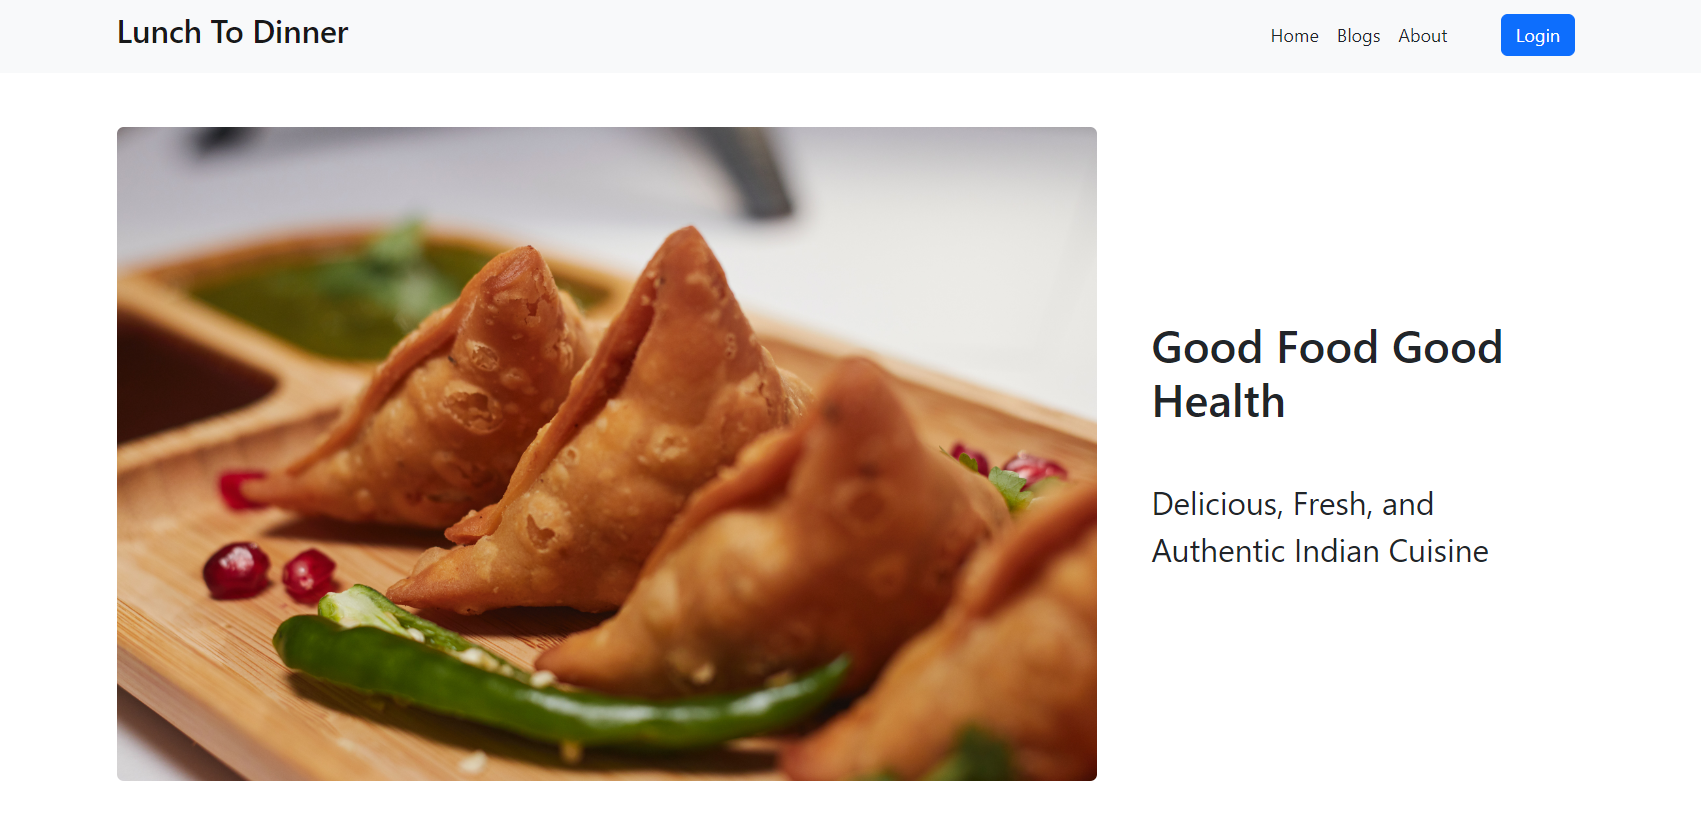 Lunch To Dinner
Home Blogs About Login
Good Food Good
Health
Delicious, Fresh, and
Authentic Indian Cuisine